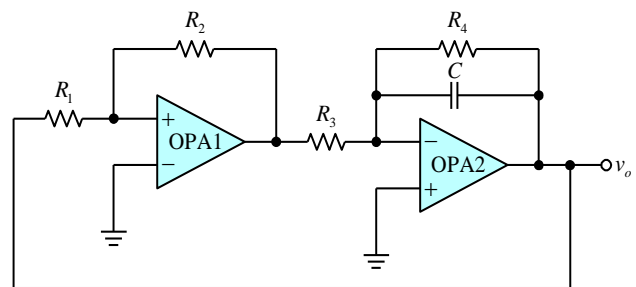 R₂
R₄
C
R₁
R₃
+
OPA1
−
−
OPA2
+
vₒ